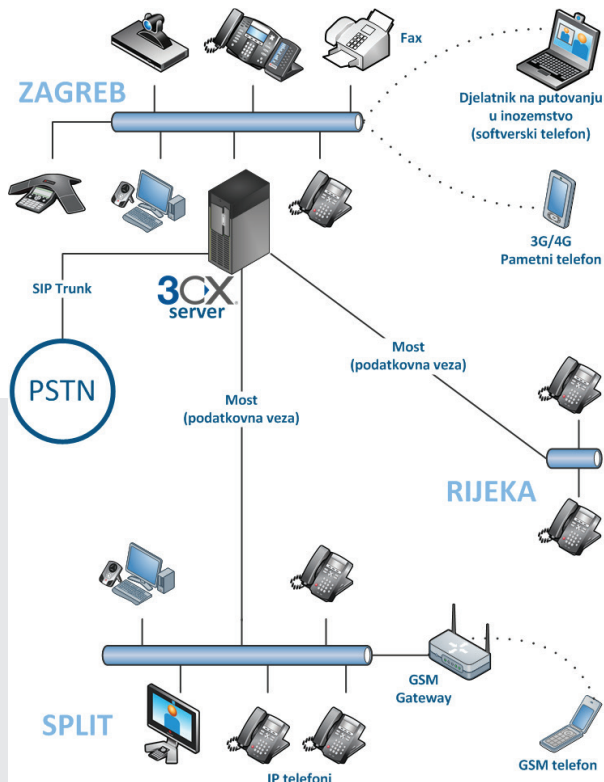 Fax
ZAGREB
Djelatnik na putovanju
u inozemstvo
(softverski telefon)
3G/4G
Pametni telefon
SIP Trunk
3CX
server
PSTN
Most
(podatkovna veza)
Most
(podatkovna veza)
RIJEKA
GSM
Gateway
SPLIT
IP telefoni
GSM telefon